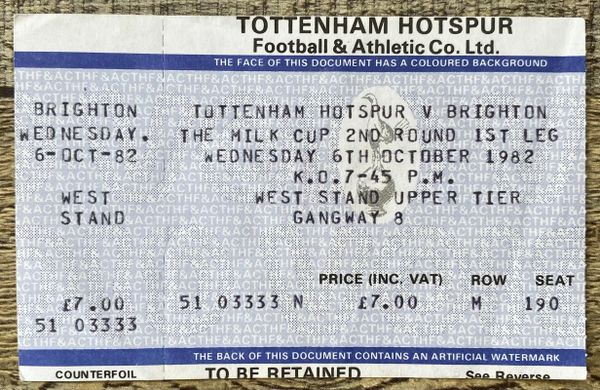 TOTTENHAM HOTSPUR
Football & Athletic Co. Ltd.
THE FACE OF THIS DOCUMENT HAS A COLOURED BACKGROUND
BRIGHTON
WEDNESDAY.
6-OCT-82
WEST
STAND
£7.00
51 03333
TOTTENHAM HOTSPUR V BRIGHTON
THE MILK CUP 2ND ROUND 1ST LEG
WEDNESDAY 6TH OCTOBER 1982
K.O.7-45 P.M.
WEST STAND UPPER TIER
GANGWAY 8
PRICE (INC. VAT) ROW SEAT
51 03333 N £7.00 M 190
THE BACK OF THIS DOCUMENT CONTAINS AN ARTIFICIAL WATERMARK
COUNTERFOIL TO BE RETAINED See Reverse